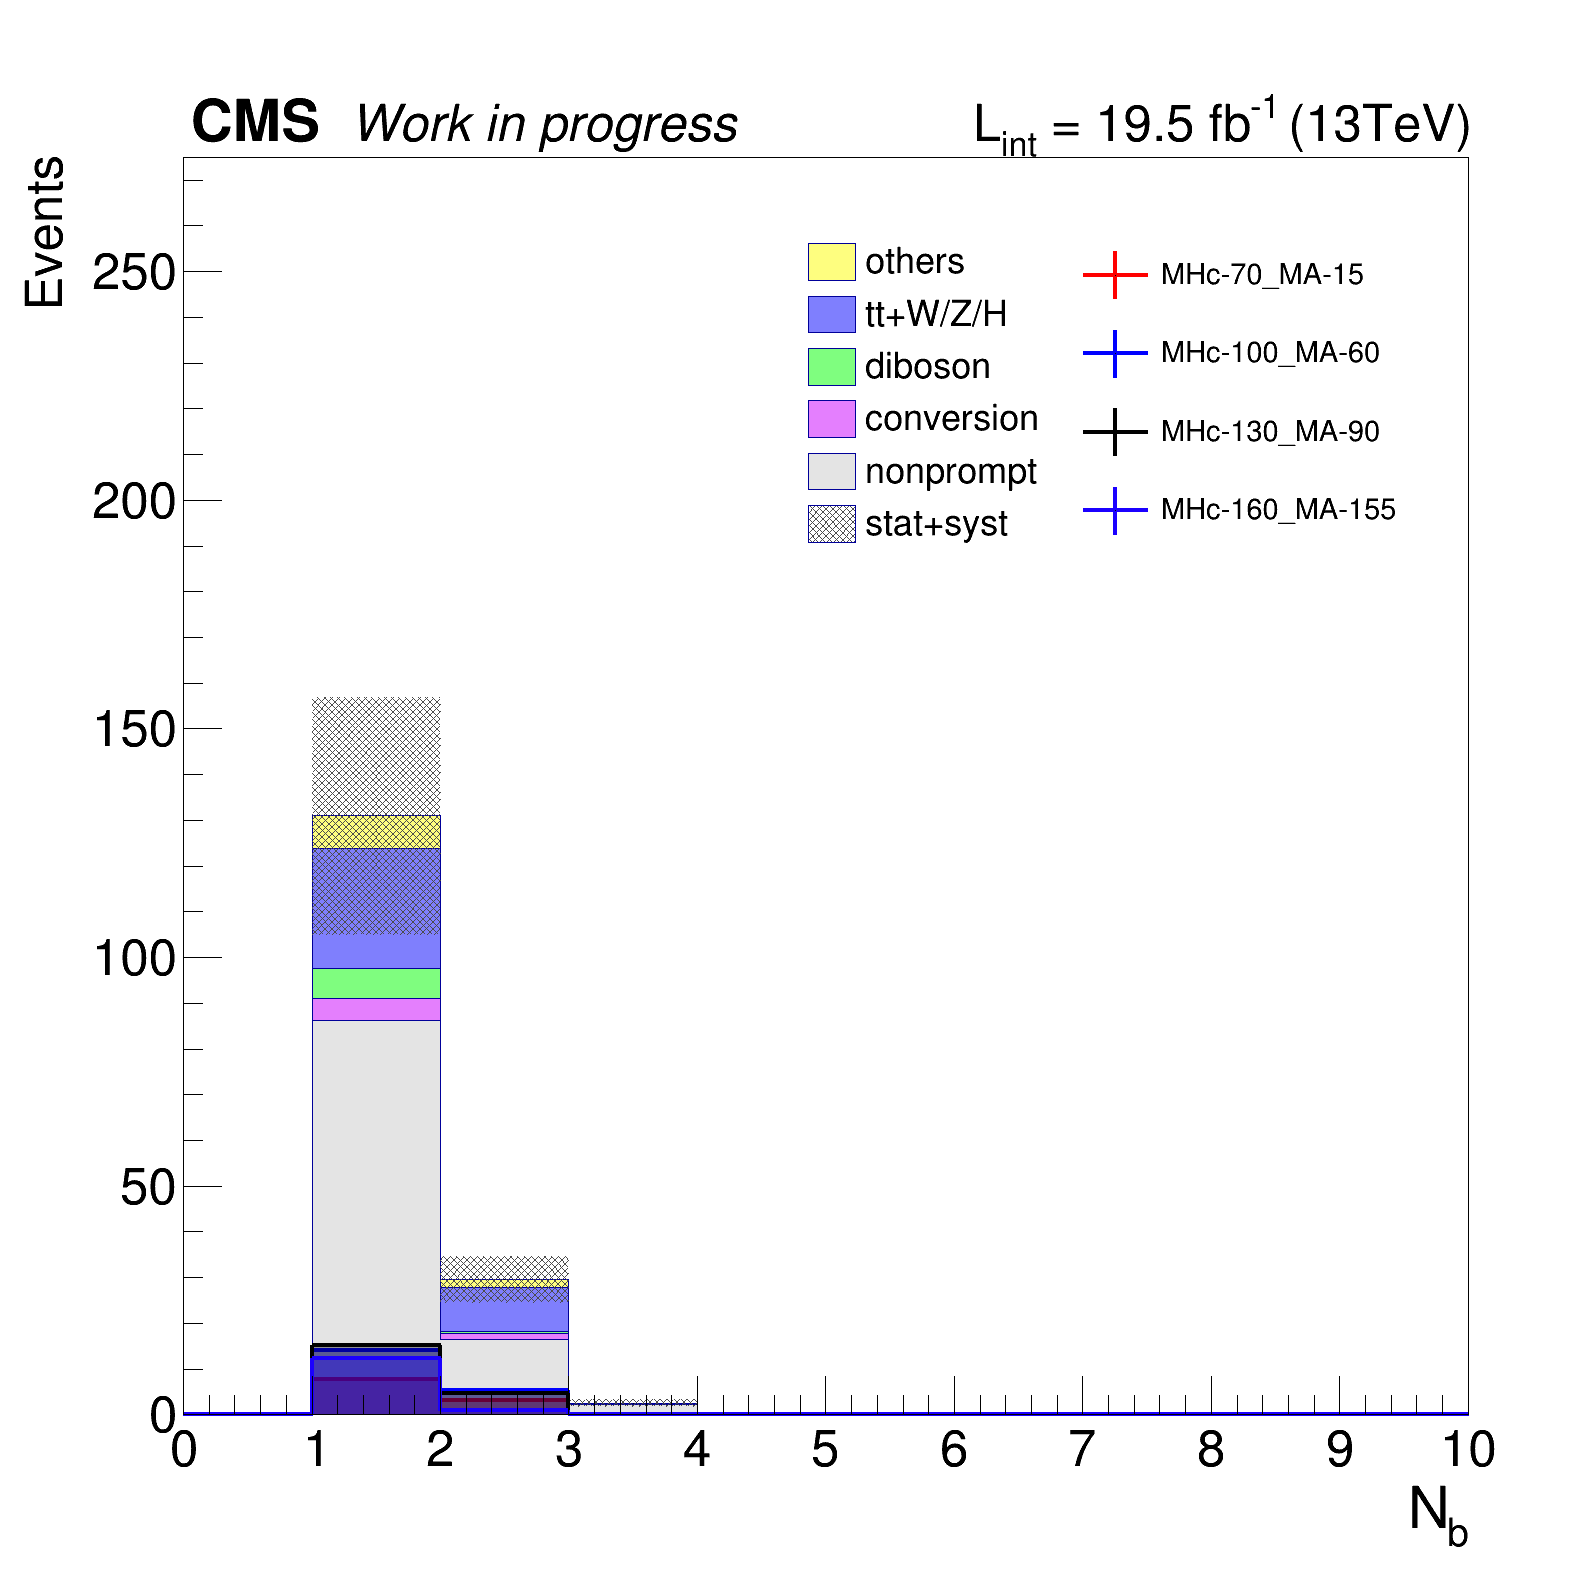 CMS Work in progress L_int = 19.5 fb^-1 (13TeV)
Events
others
tt+W/Z/H
diboson
conversion
nonprompt
stat+syst
MHc-70_MA-15
MHc-100_MA-60
MHc-130_MA-90
MHc-160_MA-155
250
200
150
100
50
0
0 1 2 3 4 5 6 7 8 9 10
N_b